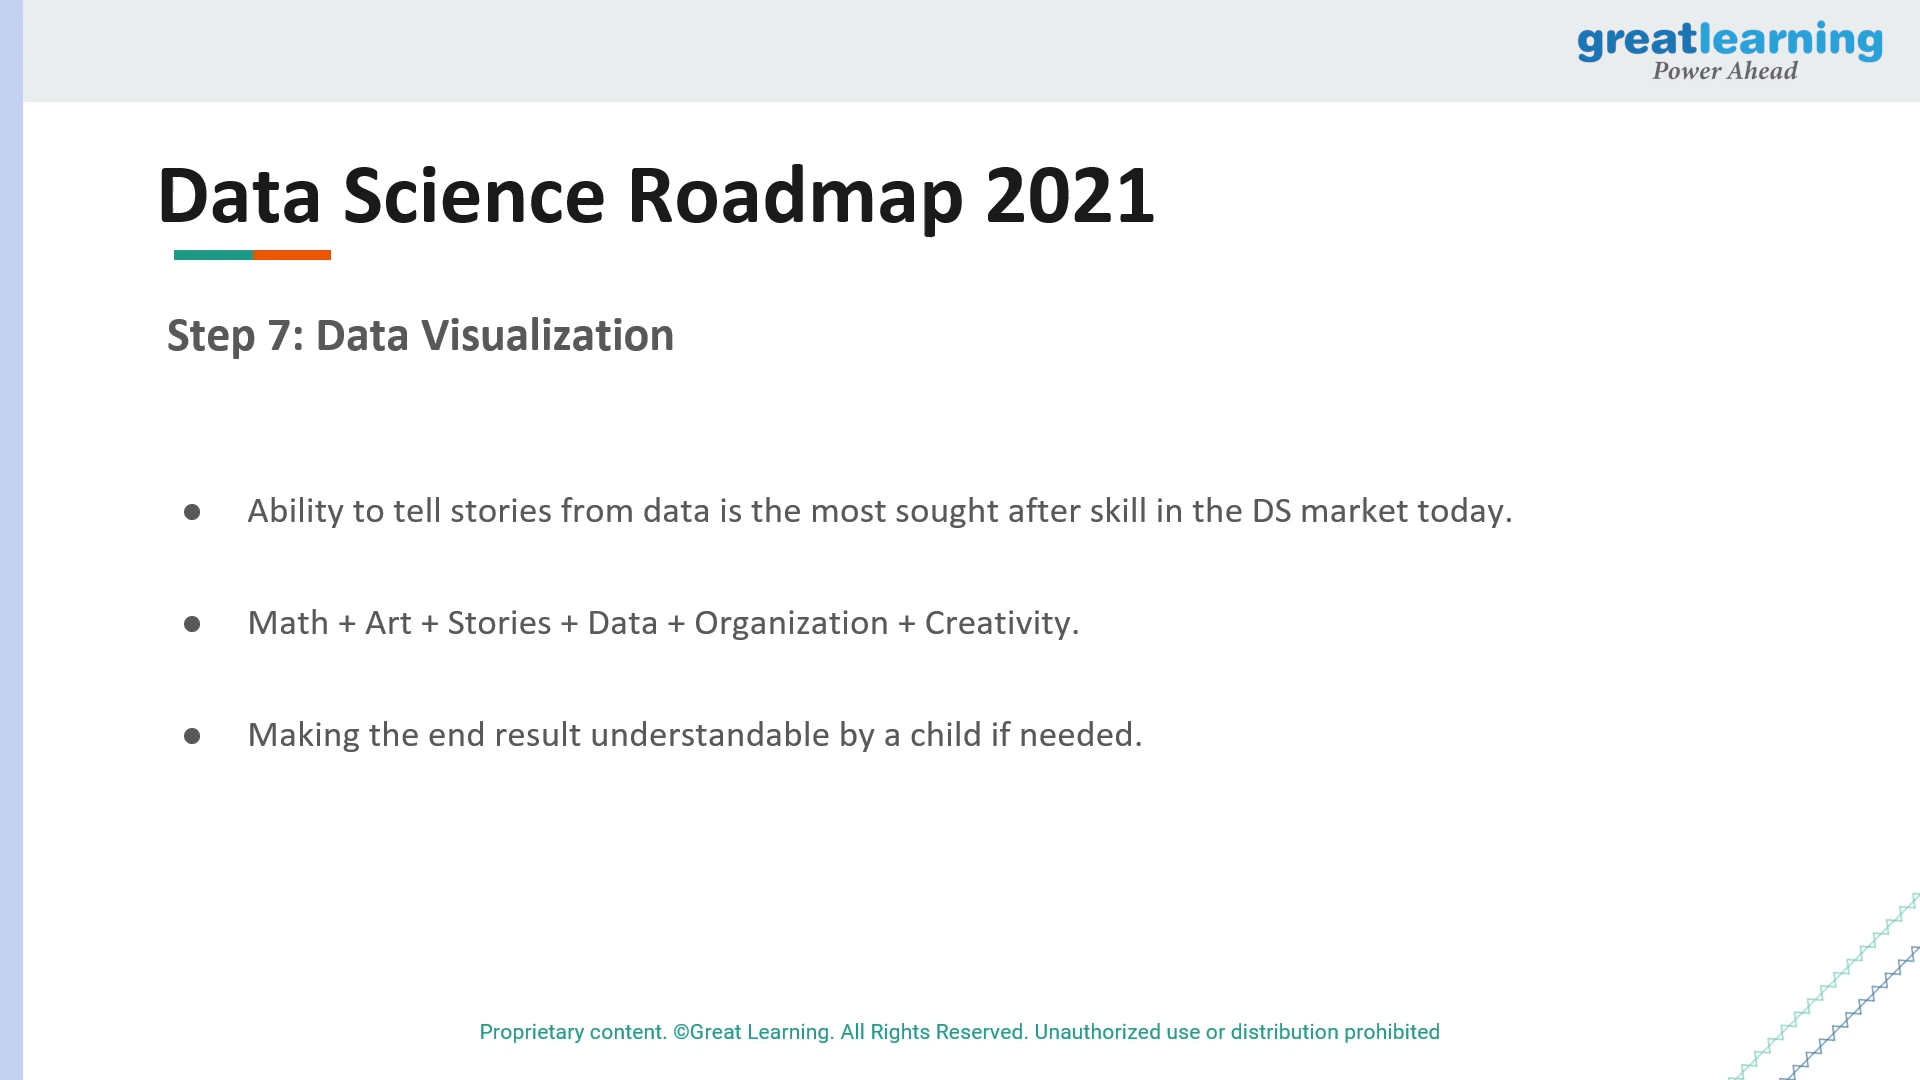 greatlearning
Power Ahead
Data Science Roadmap 2021
Step 7: Data Visualization
● Ability to tell stories from data is the most sought after skill in the DS market today.
● Math + Art + Stories + Data + Organization + Creativity.
● Making the end result understandable by a child if needed.
Proprietary content. ©Great Learning. All Rights Reserved. Unauthorized use or distribution prohibited